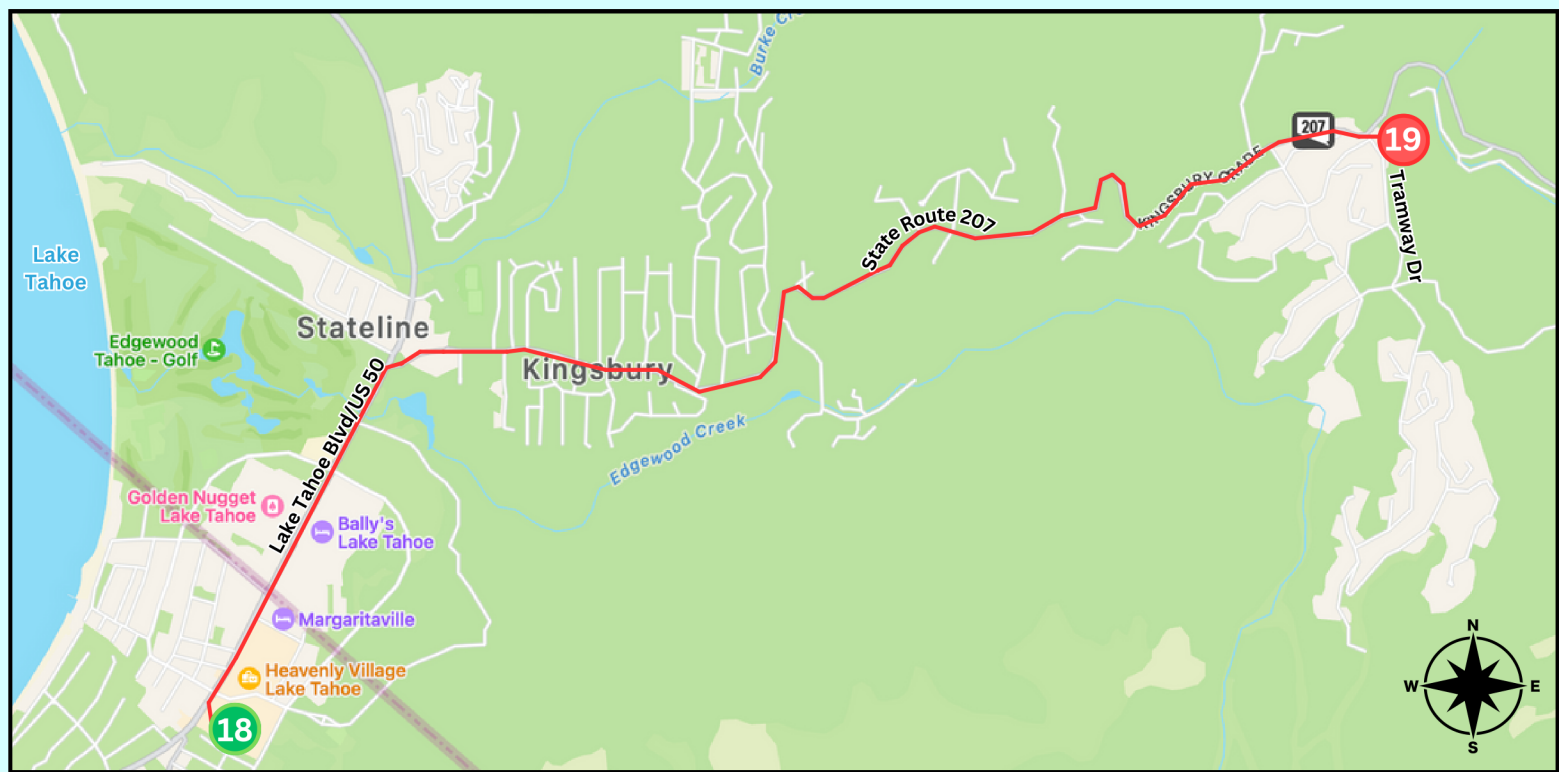 Burke Cr
207
19
KINGSBURY GRADE
Tramway Dr
State Route 207
Lake
Tahoe
Stateline
Edgewood
Tahoe - Golf
Kingsbury
Lake Tahoe Blvd/US 50
Edgewood Creek
Golden Nugget
Lake Tahoe
Bally's
Lake Tahoe
Margaritaville
Heavenly Village
Lake Tahoe
18
N
W
E
S